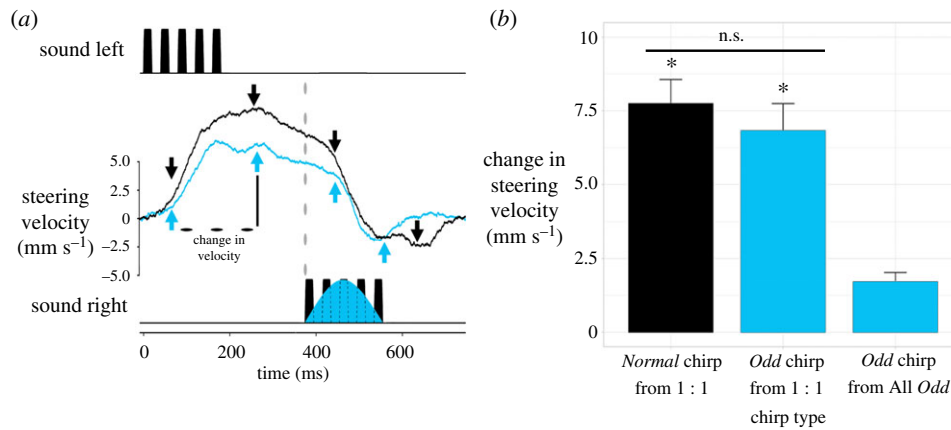 (a)
sound left
5.0
2.5
0
−2.5
−5.0
steering
velocity
(mm s−1)
change in
velocity
sound right
0
200
400
600
time (ms)
(b)
n.s.
*
*
10
7.5
5.0
2.5
0
change in
steering
velocity
(mm s−1)
Normal chirp
from 1 : 1
Odd chirp
from 1 : 1
Odd chirp
from All Odd
chirp type